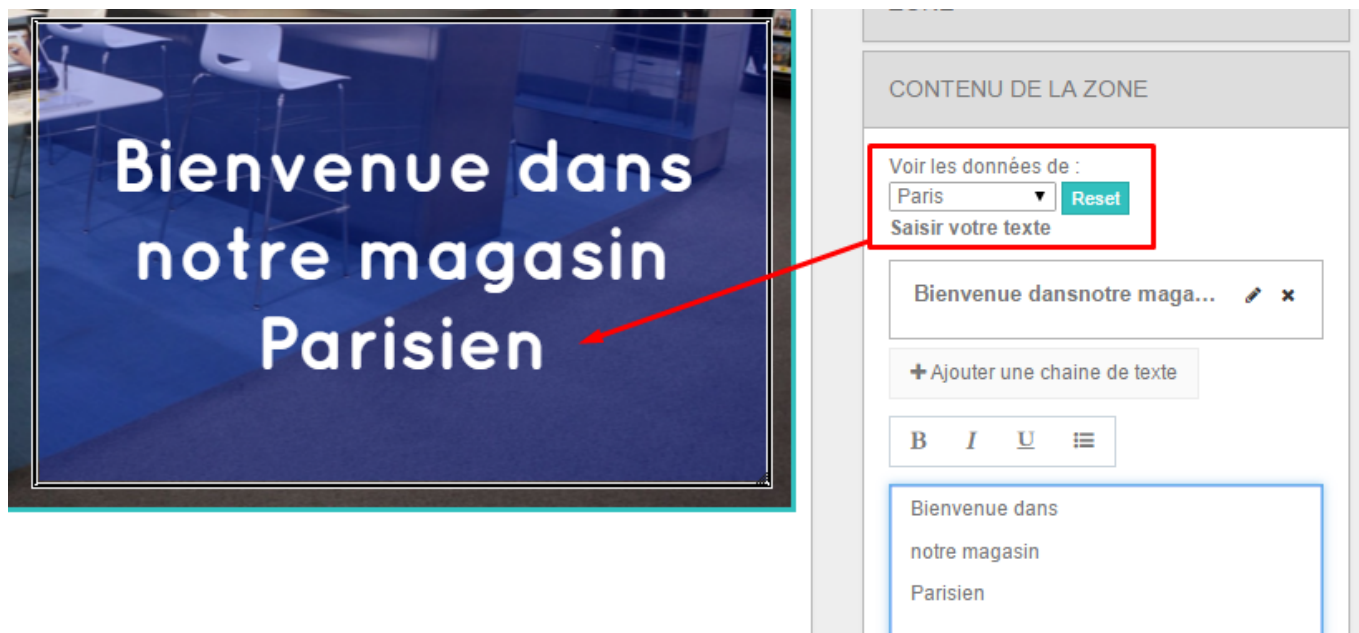 Bienvenue dans
notre magasin
Parisien
CONTENU DE LA ZONE
Voir les données de :
Paris
Reset
Saisir votre texte
Bienvenue dansnotre maga...
Ajouter une chaine de texte
B I U
Bienvenue dans
notre magasin
Parisien